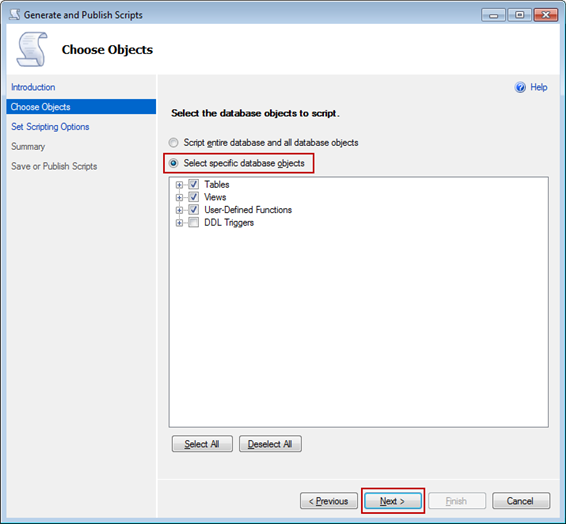 Generate and Publish Scripts
Choose Objects
Introduction
Help
Choose Objects
Set Scripting Options
Summary
Save or Publish Scripts
Select the database objects to script.
Script entire database and all database objects
Select specific database objects
Tables
Views
User-Defined Functions
DDL Triggers
Select All
Deselect All
< Previous
Next >
Finish
Cancel